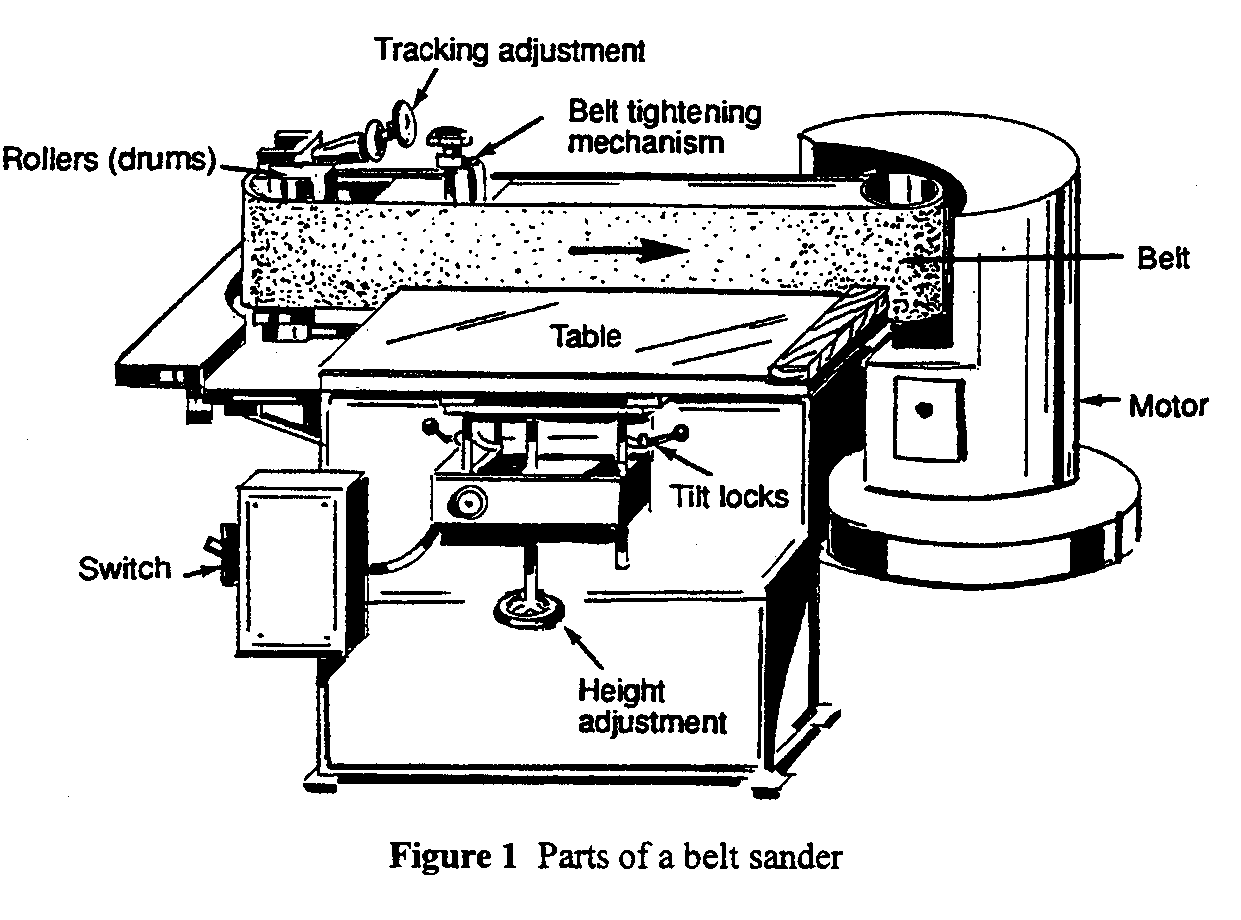 Tracking adjustment
Belt tightening
mechanism
Rollers (drums)
Belt
Table
Motor
Tilt locks
Switch
Height
adjustment
Figure 1 Parts of a belt sander